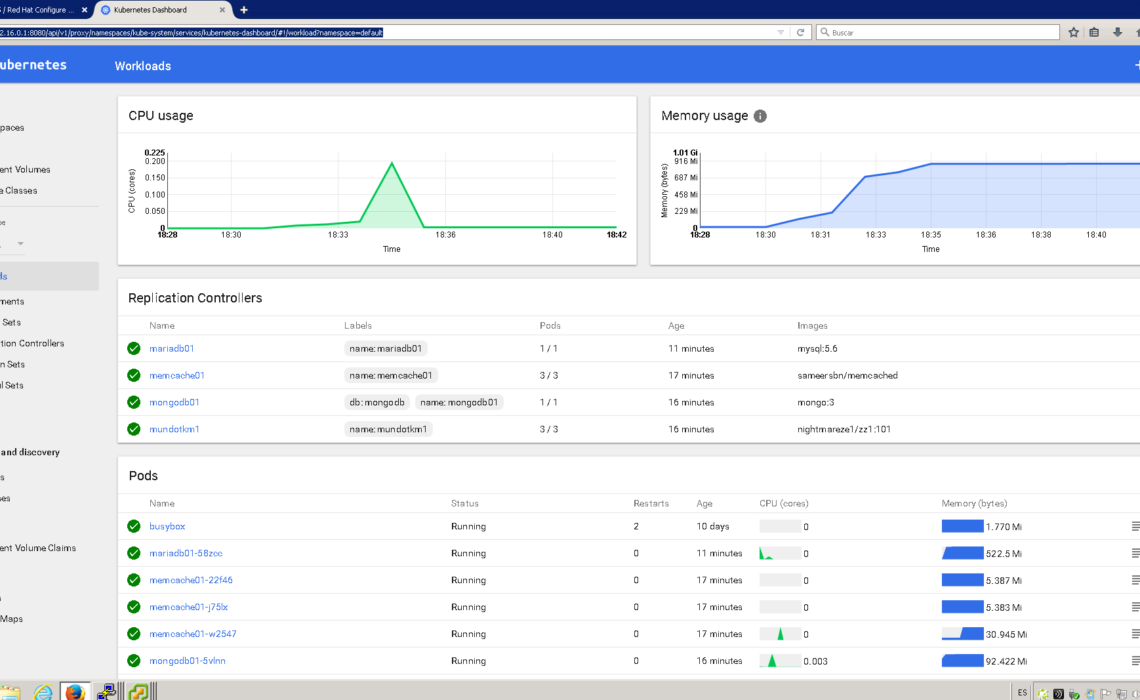 / Red Hat Configure ...
Kubernetes Dashboard
2.16.0.1:8080/api/v1/proxy/namespaces/kube-system/services/kubernetes-dashboard/#!/workload?namespace=default
Buscar
ubernetes
Workloads
paces
ent Volumes
e Classes
ments
Sets
tion Controllers
n Sets
l Sets
and discovery
ent Volume Claims
Maps
CPU usage
CPU (cores)
0.225
0.200
0.150
0.100
0.050
0
18:28 18:30 18:33 18:36 18:40 18:42
Time
Memory usage
Memory (bytes)
1.01 Gi
916 Mi
687 Mi
458 Mi
229 Mi
0
18:28 18:30 18:31 18:33 18:35 18:36 18:38 18:40
Time
Replication Controllers
Name Labels Pods Age Images
mariadb01 name: mariadb01 1 / 1 11 minutes mysql:5.6
memcache01 name: memcache01 3 / 3 17 minutes sameersbn/memcached
mongodb01 db: mongodb name: mongodb01 1 / 1 16 minutes mongo:3
mundotkm1 name: mundotkm1 3 / 3 16 minutes nightmareze1/zz1:101
Pods
Name Status Restarts Age CPU (cores) Memory (bytes)
busybox Running 2 10 days 0 1.770 Mi
mariadb01-58zcc Running 0 11 minutes 0 522.5 Mi
memcache01-22f46 Running 0 17 minutes 0 5.387 Mi
memcache01-j75lx Running 0 17 minutes 0 5.383 Mi
memcache01-w2547 Running 0 17 minutes 0 30.945 Mi
mongodb01-5vlnn Running 0 16 minutes 0.003 92.422 Mi
ES